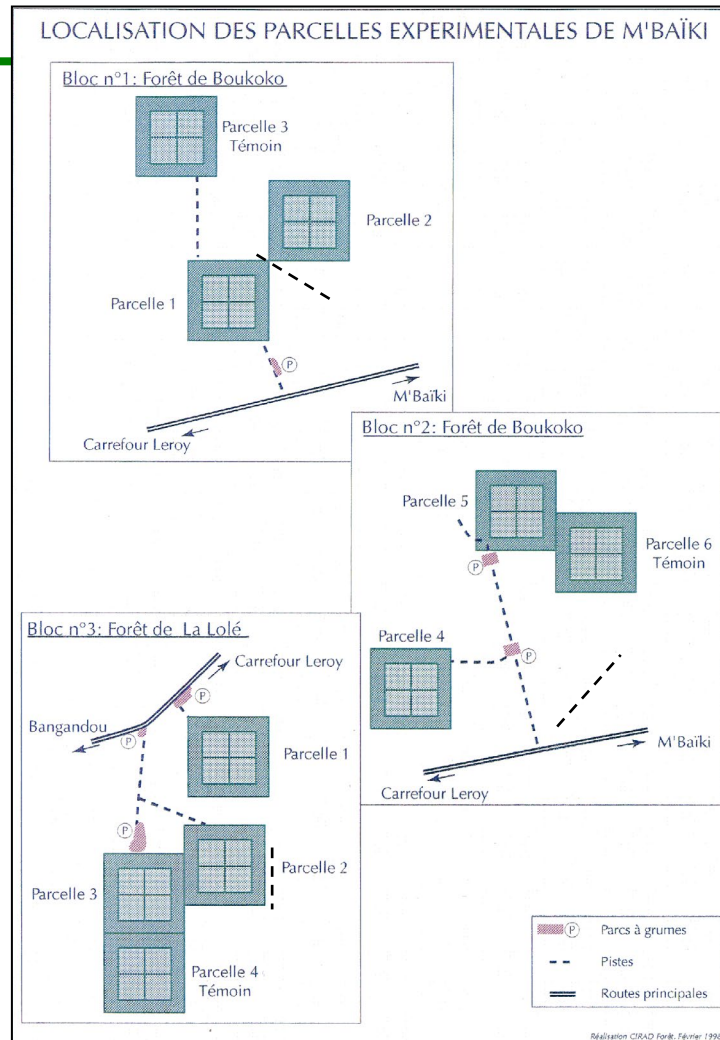 LOCALISATION DES PARCELLES EXPERIMENTALES DE M'BAÏKI
Bloc n°1: Forêt de Boukoko
Parcelle 3
Témoin
Parcelle 2
Parcelle 1
P
M'Baïki
Carrefour Leroy
Bloc n°2: Forêt de Boukoko
Parcelle 5
Parcelle 6
Témoin
P
Parcelle 4
P
M'Baïki
Carrefour Leroy
Bloc n°3: Forêt de La Lolé
Carrefour Leroy
P
Bangandou
P
Parcelle 1
P
Parcelle 2
Parcelle 3
Parcelle 4
Témoin
P Parcs à grumes
Pistes
Routes principales
Réalisation CIRAD Forêt. Février 1998